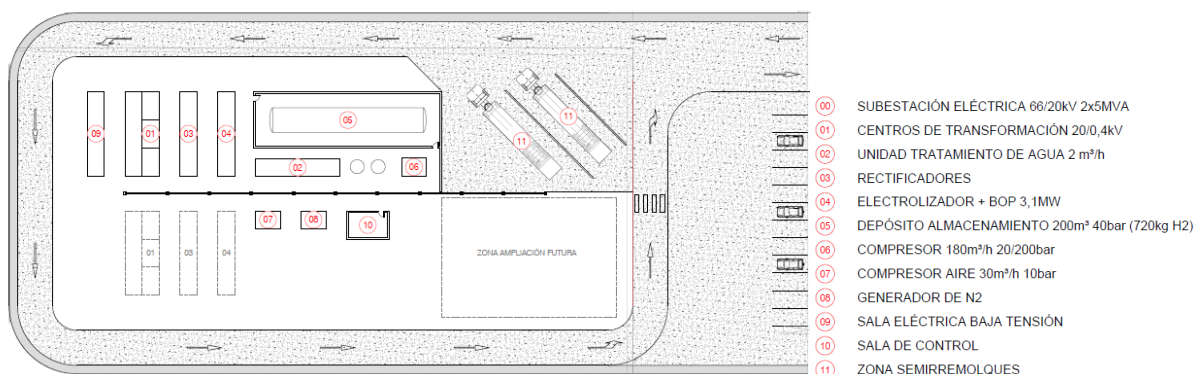 09
01
03
04
05
02
06
11
11
07
08
10
01
03
04
ZONA AMPLIACIÓN FUTURA
00 SUBESTACIÓN ELÉCTRICA 66/20kV 2x5MVA
01 CENTROS DE TRANSFORMACIÓN 20/0,4kV
02 UNIDAD TRATAMIENTO DE AGUA 2 m³/h
03 RECTIFICADORES
04 ELECTROLIZADOR + BOP 3,1MW
05 DEPÓSITO ALMACENAMIENTO 200m³ 40bar (720kg H2)
06 COMPRESOR 180m³/h 20/200bar
07 COMPRESOR AIRE 30m³/h 10bar
08 GENERADOR DE N2
09 SALA ELÉCTRICA BAJA TENSIÓN
10 SALA DE CONTROL
11 ZONA SEMIRREMOLQUES